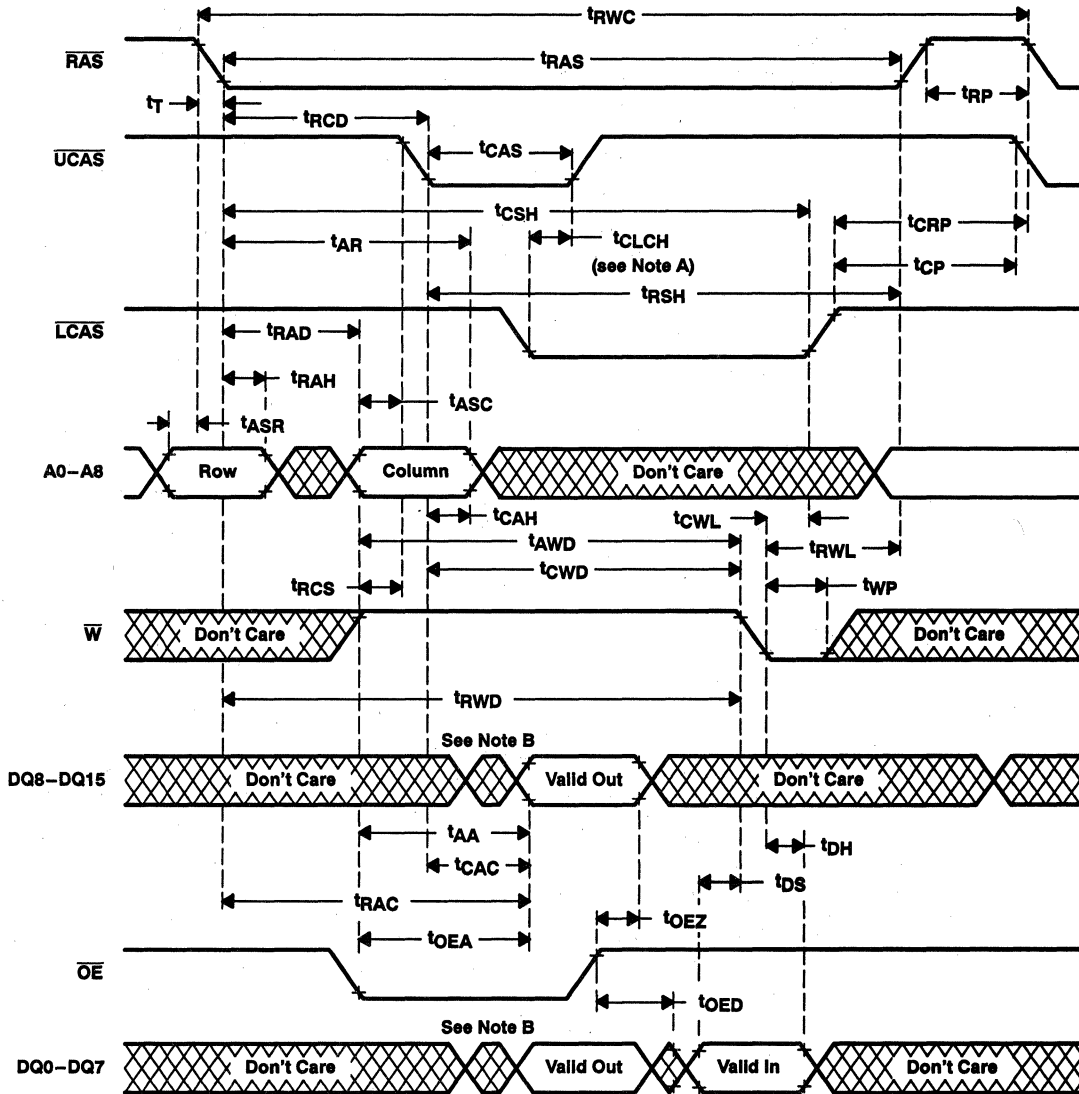 tRWC
RAS
tRAS
tT
tRP
tRCD
UCAS
tCAS
tCSH
tCRP
tAR
tCLCH
(see Note A)
tCP
tRSH
LCAS
tRAD
tRAH
tASC
tASR
A0–A8
Row
Column
Don't Care
tCAH
tCWL
tAWD
tRWL
tCWD
tRCS
tWP
W
Don't Care
Don't Care
tRWD
See Note B
DQ8–DQ15
Don't Care
Valid Out
Don't Care
tAA
tDH
tCAC
tDS
tRAC
tOEZ
tOEA
OE
tOED
See Note B
DQ0–DQ7
Don't Care
Valid Out
Valid In
Don't Care